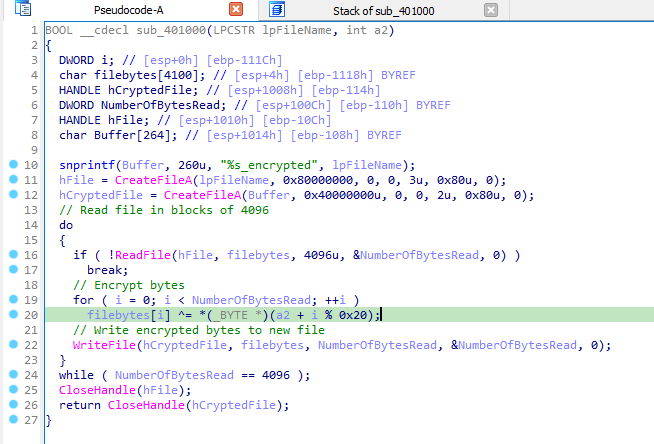 Pseudocode-A
Stack of sub_401000
1 BOOL __cdecl sub_401000(LPCSTR lpFileName, int a2)
2 {
3 DWORD i; // [esp+0h] [ebp-111Ch]
4 char filebytes[4100]; // [esp+4h] [ebp-1118h] BYREF
5 HANDLE hCryptedFile; // [esp+1008h] [ebp-114h]
6 DWORD NumberOfBytesRead; // [esp+100Ch] [ebp-110h] BYREF
7 HANDLE hFile; // [esp+1010h] [ebp-10Ch]
8 char Buffer[264]; // [esp+1014h] [ebp-108h] BYREF
9
10 snprintf(Buffer, 260u, "%s_encrypted", lpFileName);
11 hFile = CreateFileA(lpFileName, 0x80000000, 0, 0, 3u, 0x80u, 0);
12 hCryptedFile = CreateFileA(Buffer, 0x40000000u, 0, 0, 2u, 0x80u, 0);
13 // Read file in blocks of 4096
14 do
15 {
16 if ( !ReadFile(hFile, filebytes, 4096u, &NumberOfBytesRead, 0) )
17 break;
18 // Encrypt bytes
19 for ( i = 0; i < NumberOfBytesRead; ++i )
20 filebytes[i] ^= *(_BYTE *)(a2 + i % 0x20);
21 // Write encrypted bytes to new file
22 WriteFile(hCryptedFile, filebytes, NumberOfBytesRead, &NumberOfBytesRead, 0);
23 }
24 while ( NumberOfBytesRead == 4096 );
25 CloseHandle(hFile);
26 return CloseHandle(hCryptedFile);
27 }